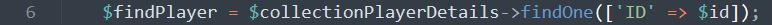 6 $findPlayer = $collectionPlayerDetails->findOne(['ID' => $id]);